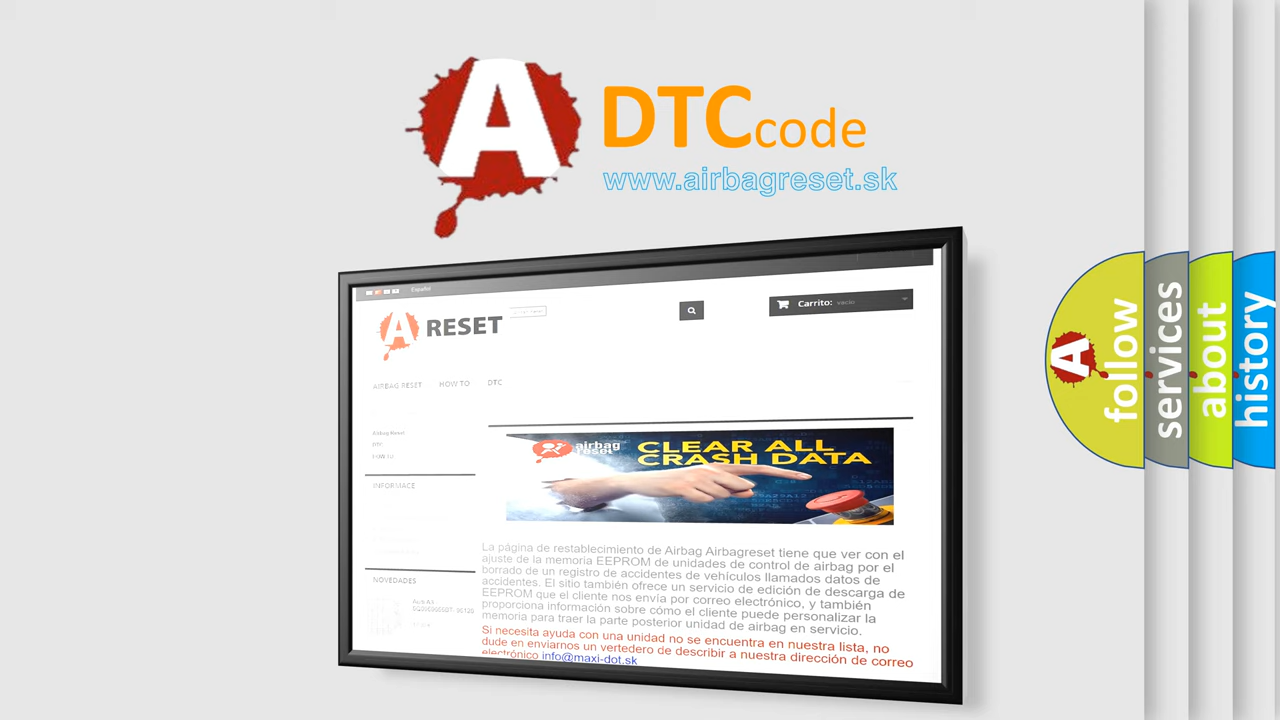 A
DTC code
www.airbagreset.sk
Español
A RESET
Carrito: vacío
AIRBAG RESET HOW TO DTC
Airbag Reset
DTC
HOW TO
INFORMACE
airbag
reset
CLEAR ALL
CRASH DATA
La página de restablecimiento de Airbag Airbagreset tiene que ver con el
ajuste de la memoria EEPROM de unidades de control de airbag por el
borrado de un registro de accidentes de vehículos llamados datos de
accidentes. El sitio también ofrece un servicio de edición de descarga de
EEPROM que el cliente nos envía por correo electrónico, y también
proporciona información sobre cómo el cliente puede personalizar la
memoria para traer la parte posterior unidad de airbag en servicio.
Si necesita ayuda con una unidad no se encuentra en nuestra lista, no
dude en enviarnos un vertedero de describir a nuestra dirección de correo
electrónico info@maxi-dot.sk
NOVEDADES
A
follow
services
about
history